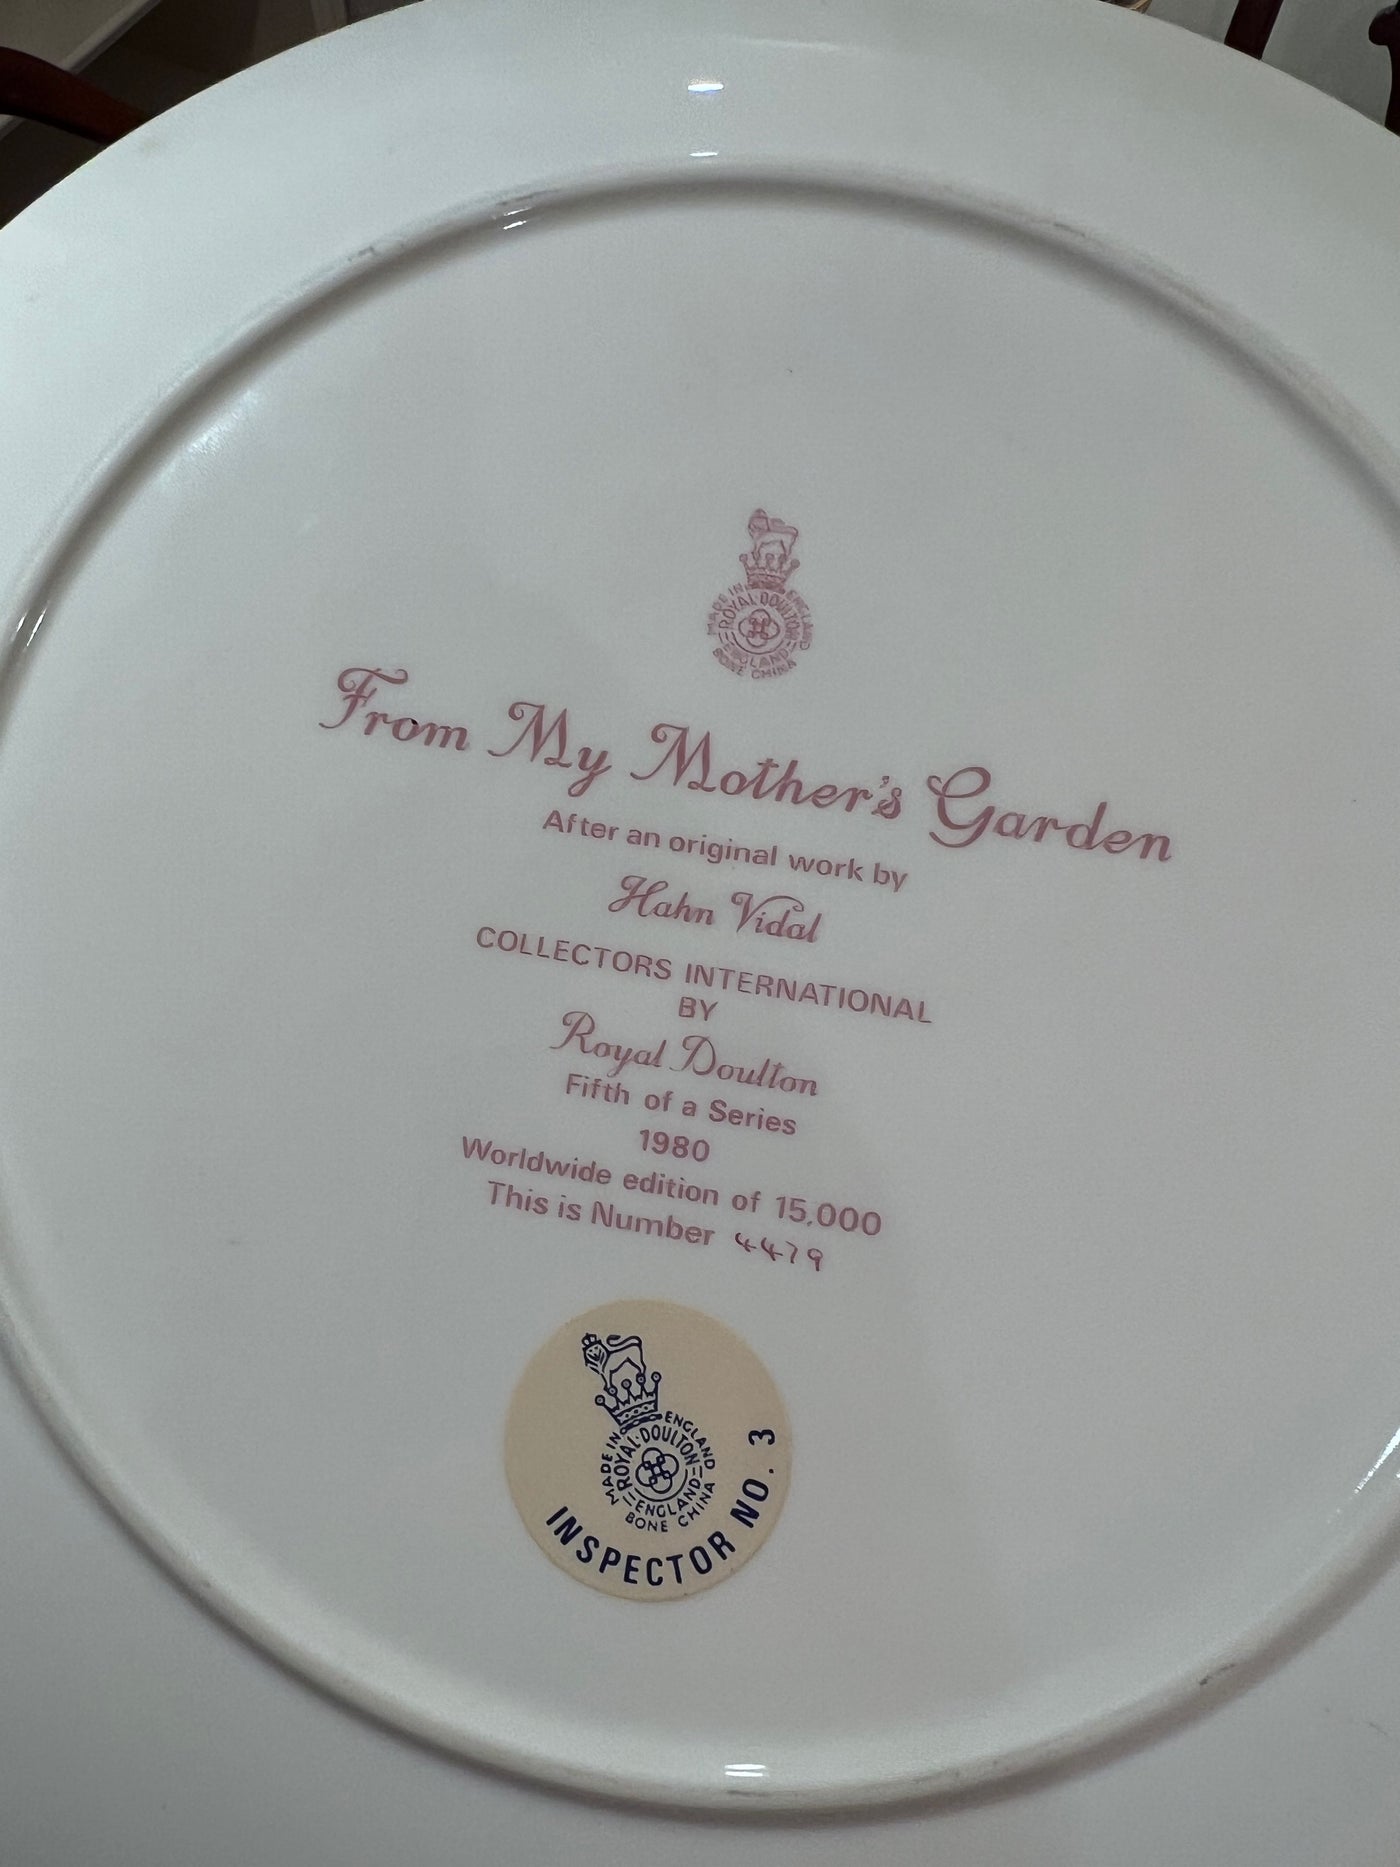 MADE IN ENGLAND
ROYAL DOULTON
ENGLAND
BONE CHINA
From My Mother's Garden
After an original work by
Hahn Vidal
COLLECTORS INTERNATIONAL
BY
Royal Doulton
Fifth of a Series
1980
Worldwide edition of 15,000
This is Number 4479
MADE IN ENGLAND
ROYAL·DOULTON
ENGLAND
BONE CHINA
INSPECTOR NO. 3